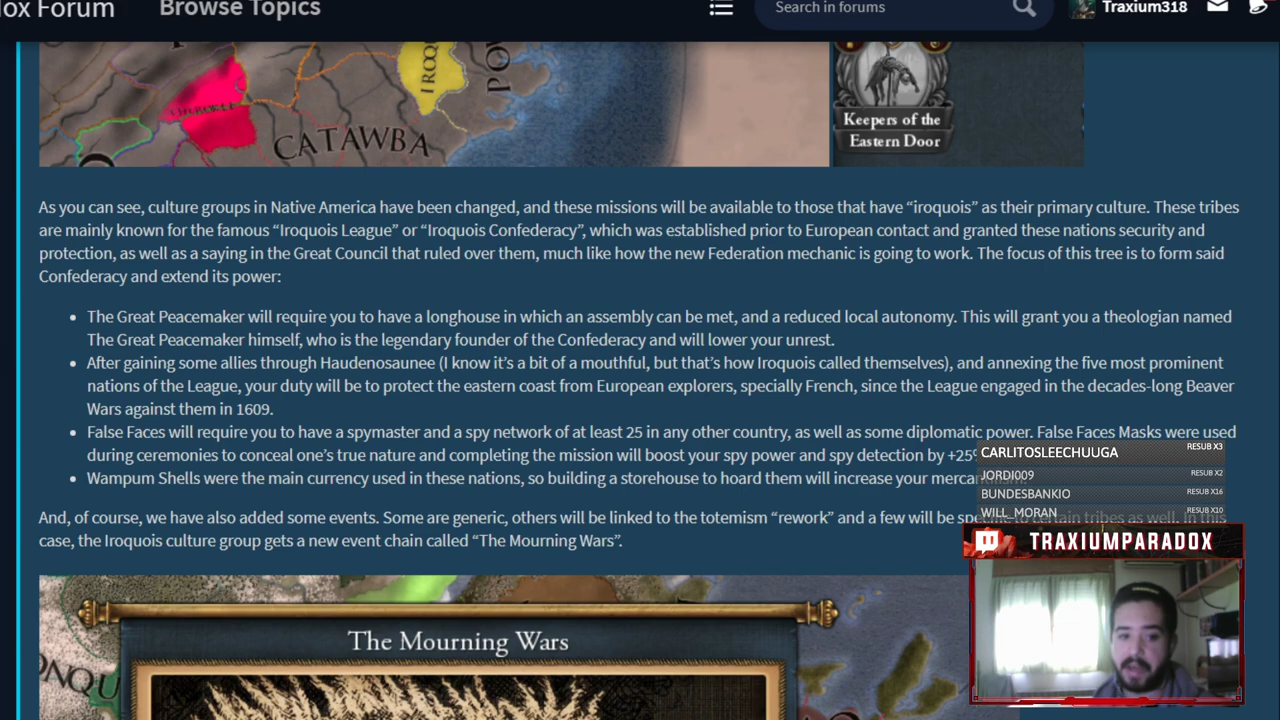 ox Forum
Browse Topics
Search in forums
Traxium318
IROQU
POW
CATAWBA
Keepers of the
Eastern Door
As you can see, culture groups in Native America have been changed, and these missions will be available to those that have “iroquois” as their primary culture. These tribes
are mainly known for the famous “Iroquois League” or “Iroquois Confederacy”, which was established prior to European contact and granted these nations security and
protection, as well as a saying in the Great Council that ruled over them, much like how the new Federation mechanic is going to work. The focus of this tree is to form said
Confederacy and extend its power:
The Great Peacemaker will require you to have a longhouse in which an assembly can be met, and a reduced local autonomy. This will grant you a theologian named
The Great Peacemaker himself, who is the legendary founder of the Confederacy and will lower your unrest.
After gaining some allies through Haudenosaunee (I know it’s a bit of a mouthful, but that’s how Iroquois called themselves), and annexing the five most prominent
nations of the League, your duty will be to protect the eastern coast from European explorers, specially French, since the League engaged in the decades-long Beaver
Wars against them in 1609.
False Faces will require you to have a spymaster and a spy network of at least 25 in any other country, as well as some diplomatic power. False Faces Masks were used
during ceremonies to conceal one’s true nature and completing the mission will boost your spy power and spy detection by +25%
Wampum Shells were the main currency used in these nations, so building a storehouse to hoard them will increase your mercan
And, of course, we have also added some events. Some are generic, others will be linked to the totemism “rework” and a few will be specific to certain tribes as well. In this
case, the Iroquois culture group gets a new event chain called “The Mourning Wars”.
CARLITOSLEECHUUGA RESUB X3
JORDI009 RESUB X2
BUNDESBANKIO RESUB X16
WILL_MORAN RESUB X10
TRAXIUMPARADOX
The Mourning Wars